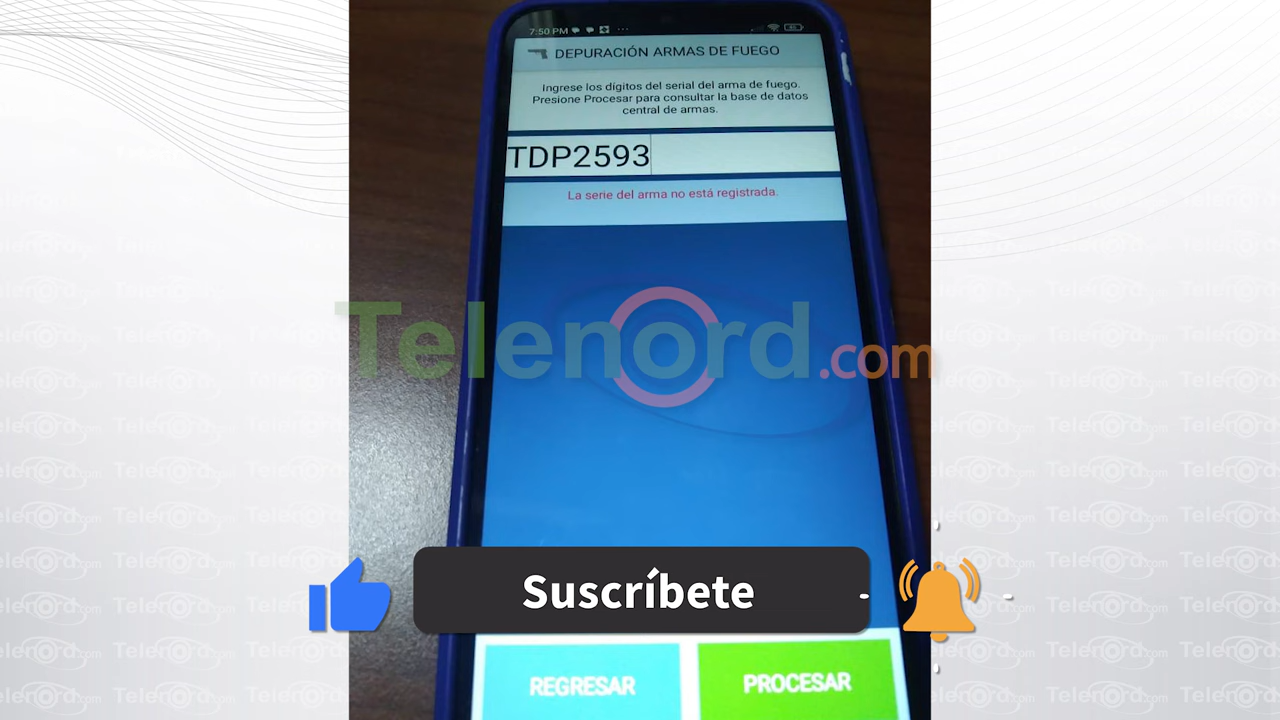 7:50 PM
DEPURACIÓN ARMAS DE FUEGO
Ingrese los dígitos del serial del arma de fuego.
Presione Procesar para consultar la base de datos
central de armas.
TDP2593
La serie del arma no está registrada.
Telenord.com
Suscríbete
REGRESAR
PROCESAR